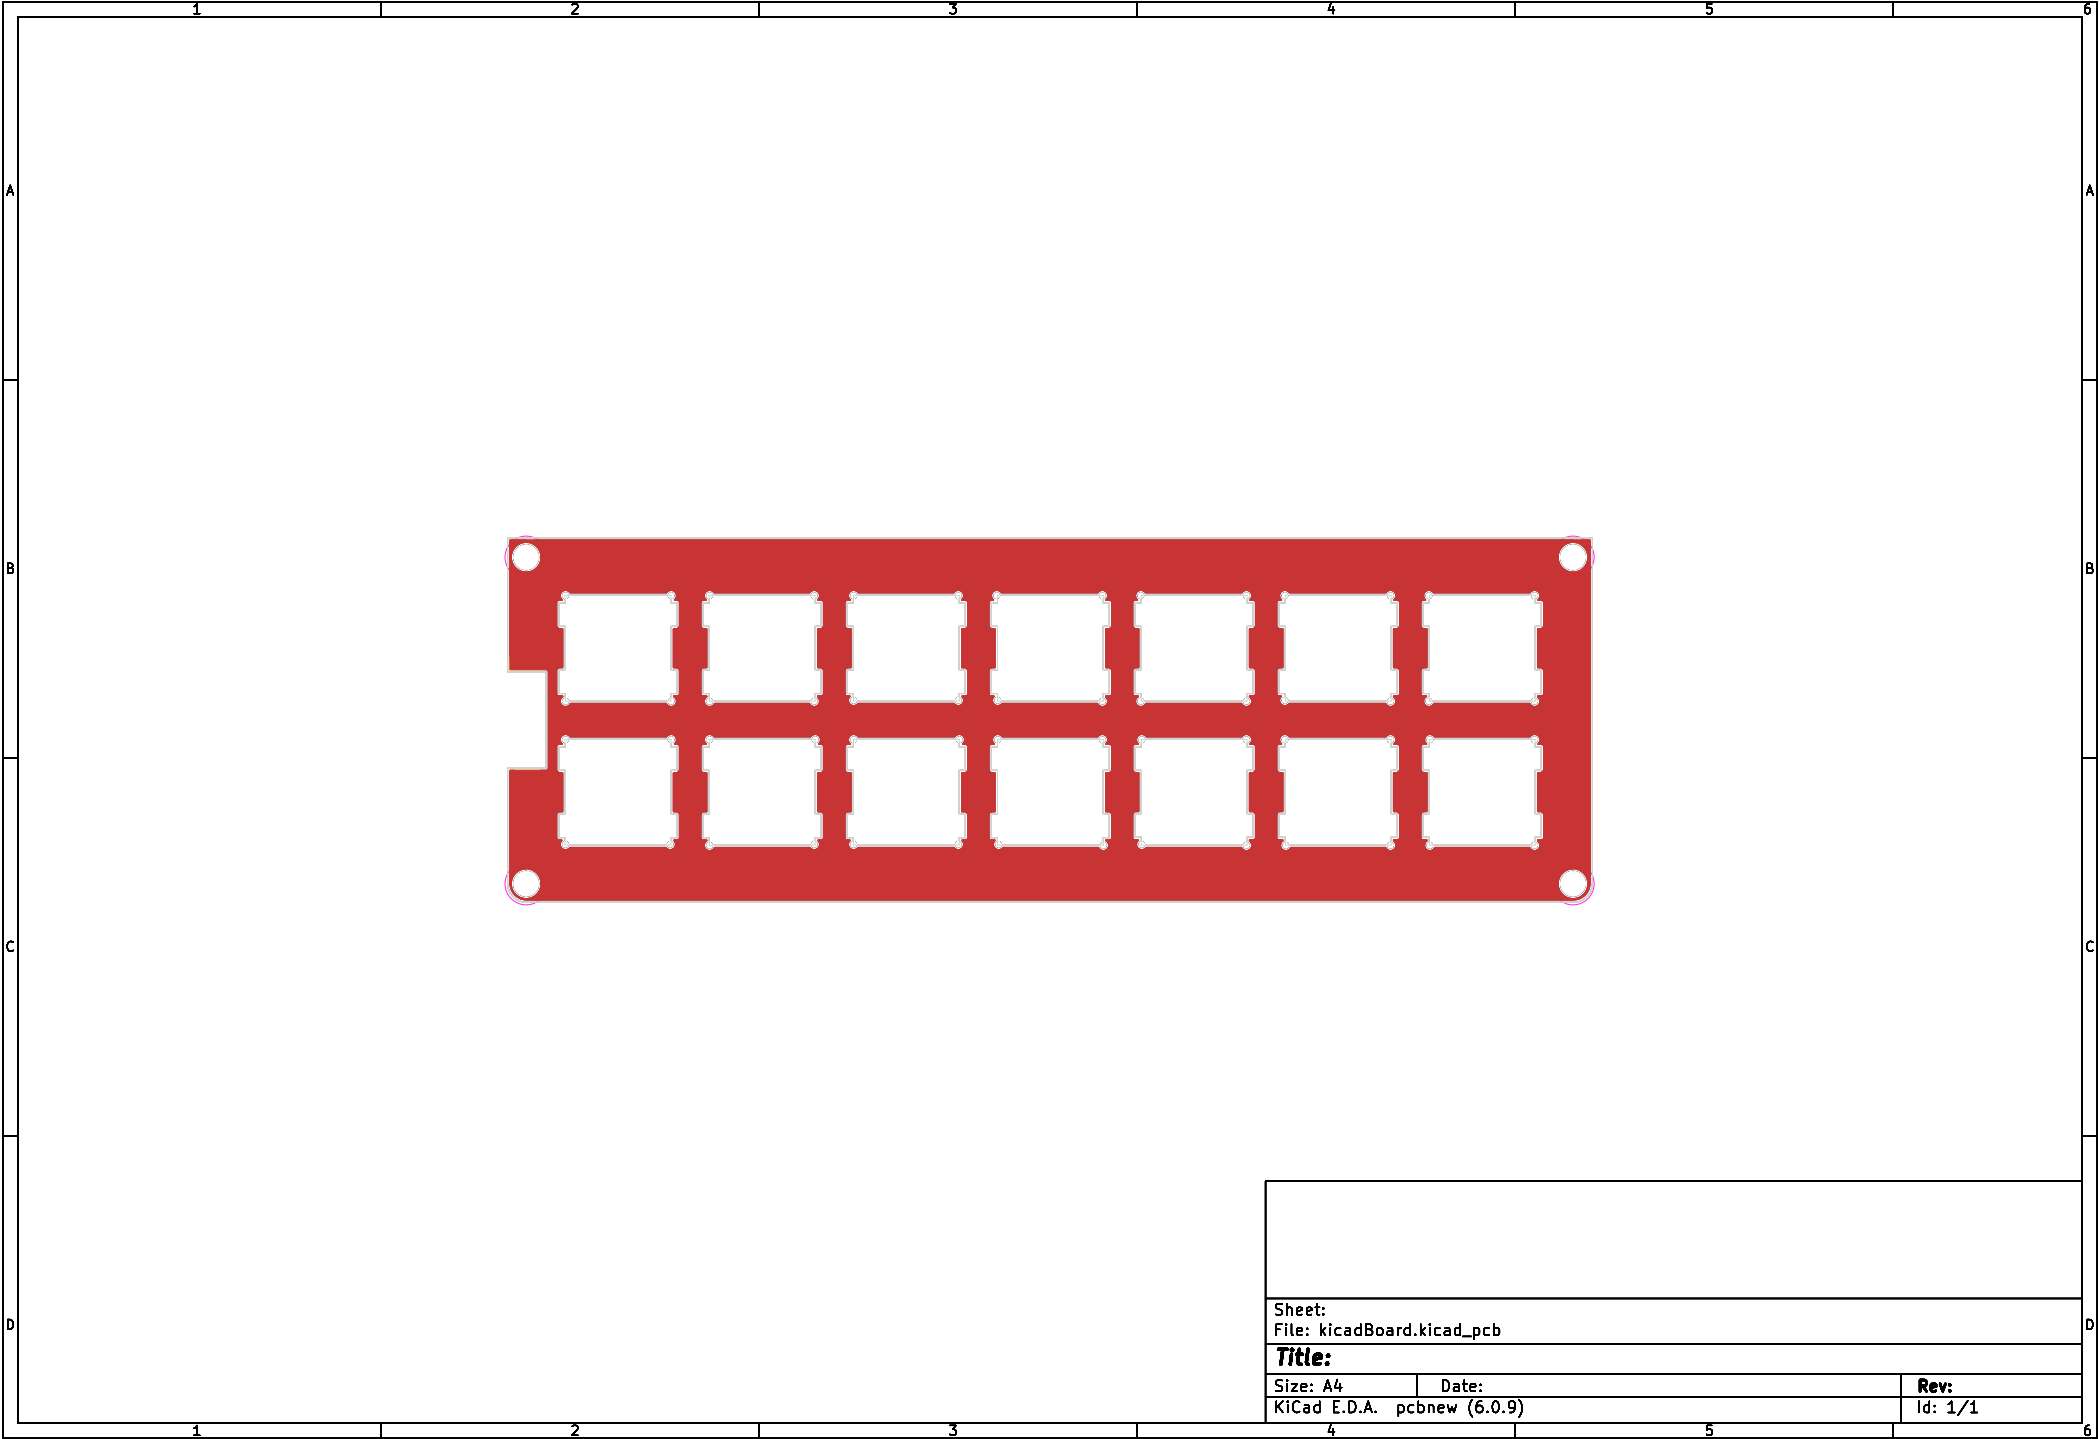 1 2 3 4 5 6
A A
B B
C C
D D
Sheet:
File: kicadBoard.kicad_pcb
Title:
Size: A4 Date: Rev:
KiCad E.D.A. pcbnew (6.0.9) Id: 1/1
1 2 3 4 5 6